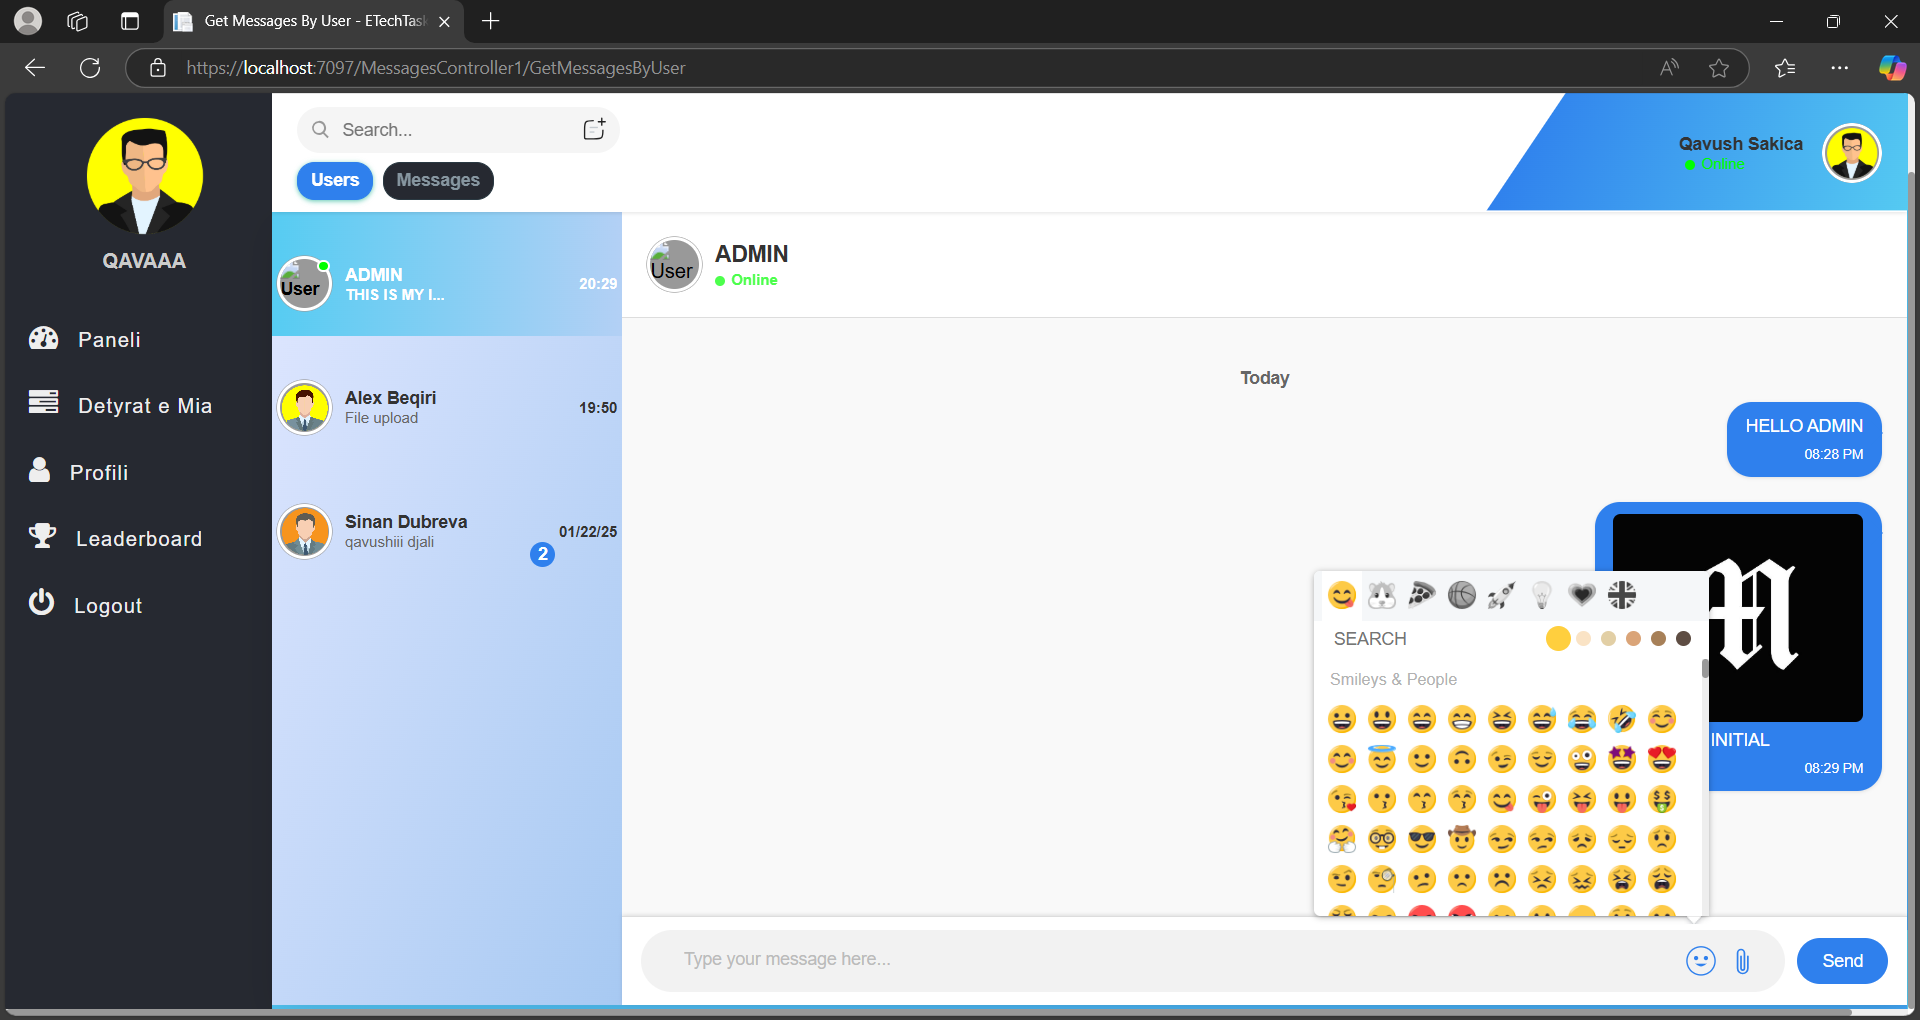 Get Messages By User - ETechTas
https://localhost:7097/MessagesController1/GetMessagesByUser
QAVAAA
Paneli
Detyrat e Mia
Profili
Leaderboard
Logout
Search...
Users
Messages
Qavush Sakica
Online
User
ADMIN
THIS IS MY I...
20:29
Alex Beqiri
File upload
19:50
Sinan Dubreva
qavushiii djali
01/22/25
2
User
ADMIN
Online
Today
HELLO ADMIN
08:28 PM
INITIAL
08:29 PM
SEARCH
Smileys & People
Type your message here...
Send